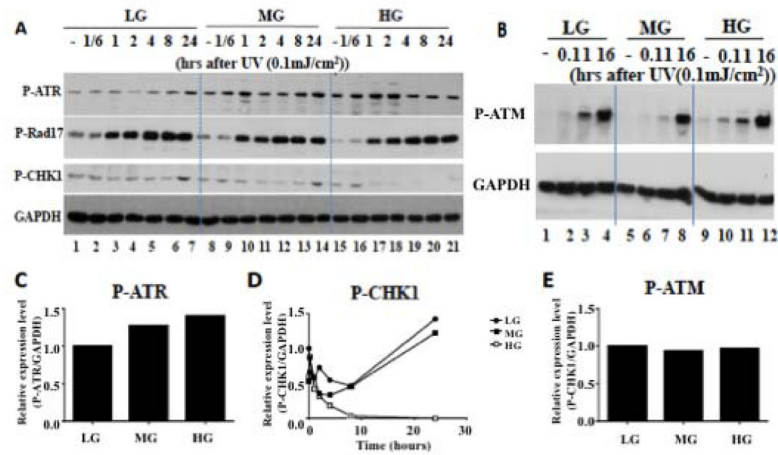 A
LG MG HG
- 1/6 1 2 4 8 24 - 1/6 1 2 4 8 24 - 1/6 1 2 4 8 24
(hrs after UV (0.1mJ/cm²))
P-ATR
P-Rad17
P-CHK1
GAPDH
1 2 3 4 5 6 7 8 9 10 11 12 13 14 15 16 17 18 19 20 21
B
LG MG HG
- 0.11 16 - 0.11 16 - 0.11 16
(hrs after UV(0.1mJ/cm²))
P-ATM
GAPDH
1 2 3 4 5 6 7 8 9 10 11 12
C
P-ATR
Relative expression level
(P-ATR/GAPDH)
1.5
1.0
0.5
0.0
LG MG HG
D
P-CHK1
Relative expression level
(P-CHK1/GAPDH)
1.5
1.0
0.5
0.0
0 10 20 30
Time (hours)
LG
MG
HG
E
P-ATM
Relative expression level
(P-CHK1/GAPDH)
1.5
1.0
0.5
0.0
LG MG HG